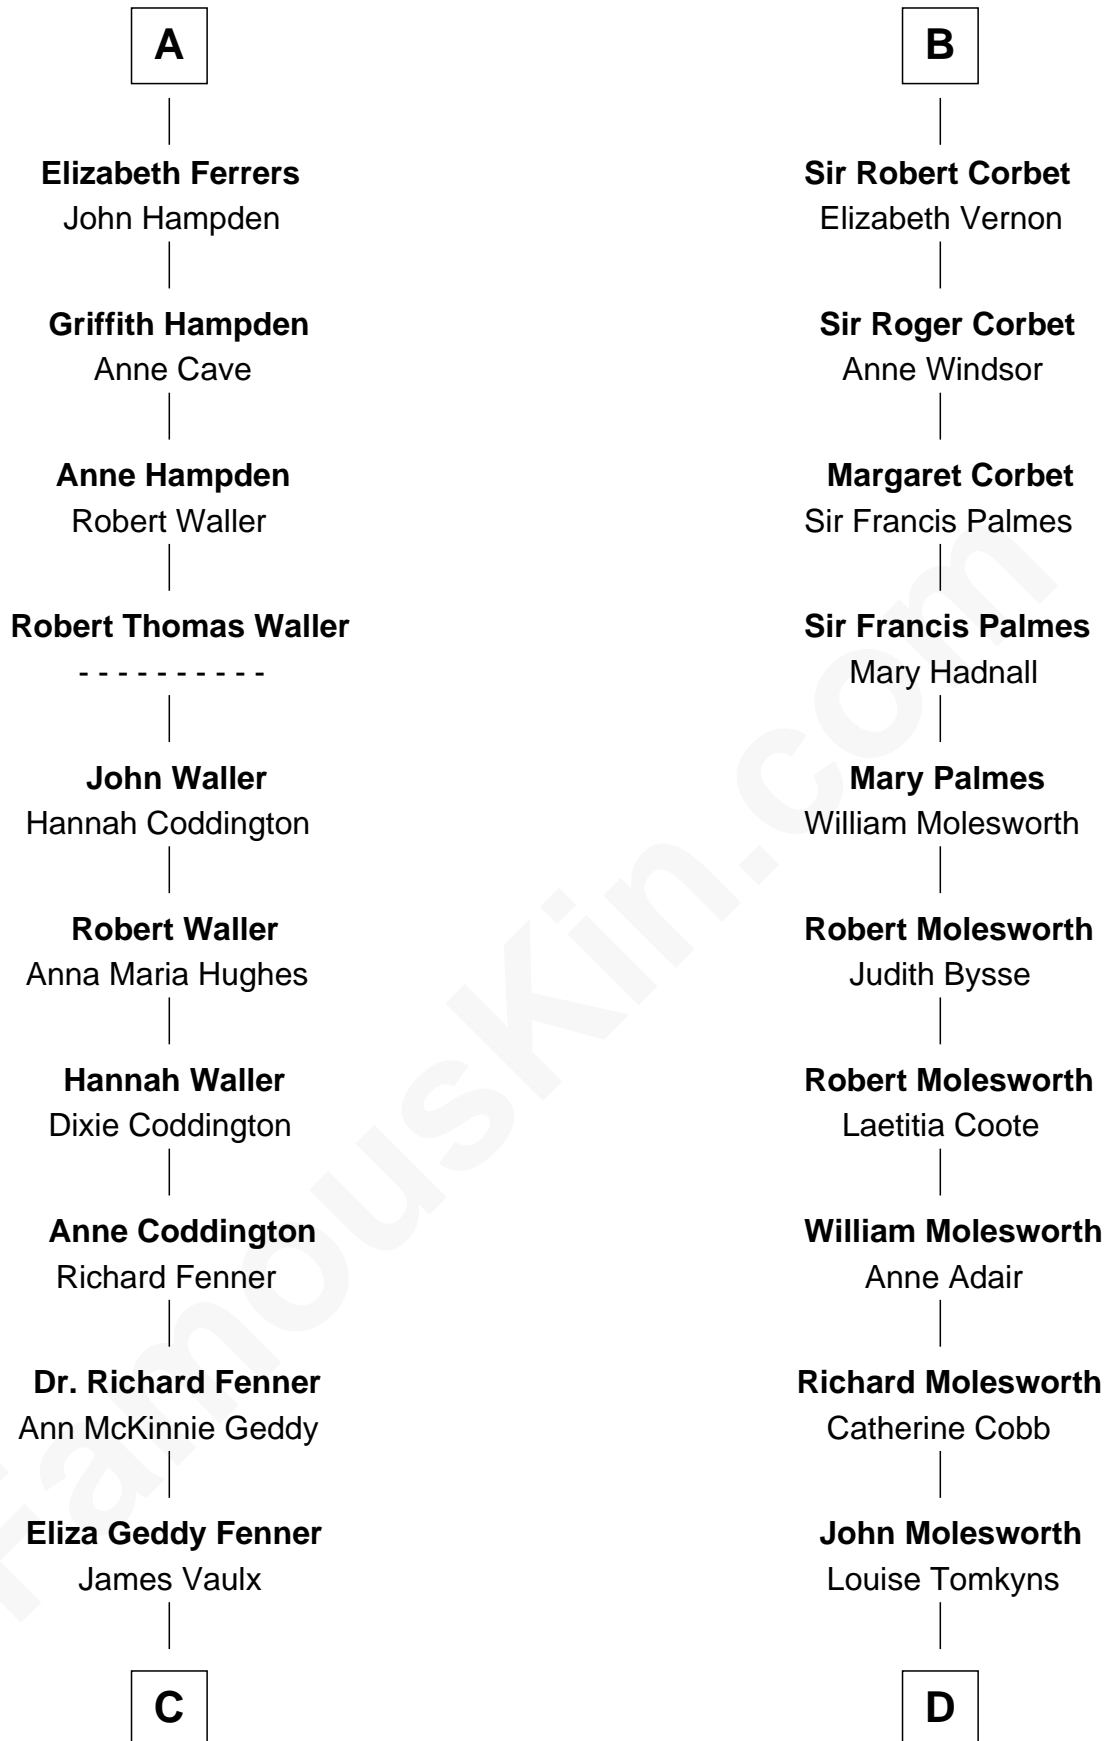 A
Elizabeth Ferrers
John Hampden
Griffith Hampden
Anne Cave
Anne Hampden
Robert Waller
Robert Thomas Waller
- - - - - - - - - -
John Waller
Hannah Coddington
Robert Waller
Anna Maria Hughes
Hannah Waller
Dixie Coddington
Anne Coddington
Richard Fenner
Dr. Richard Fenner
Ann McKinnie Geddy
Eliza Geddy Fenner
James Vaulx
C
B
Sir Robert Corbet
Elizabeth Vernon
Sir Roger Corbet
Anne Windsor
Margaret Corbet
Sir Francis Palmes
Sir Francis Palmes
Mary Hadnall
Mary Palmes
William Molesworth
Robert Molesworth
Judith Bysse
Robert Molesworth
Laetitia Coote
William Molesworth
Anne Adair
Richard Molesworth
Catherine Cobb
John Molesworth
Louise Tomkyns
D
FamousKin.com